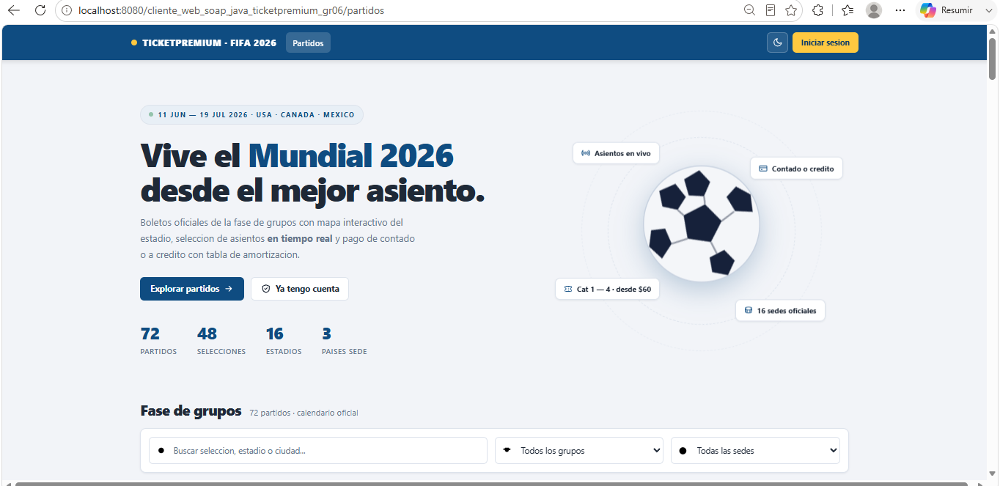 localhost:8080/cliente_web_soap_java_ticketpremium_gr06/partidos
Resumir
TICKETPREMIUM - FIFA 2026
Partidos
Iniciar sesion
11 JUN — 19 JUL 2026 · USA · CANADA · MEXICO
Vive el Mundial 2026
desde el mejor asiento.
Boletos oficiales de la fase de grupos con mapa interactivo del
estadio, seleccion de asientos en tiempo real y pago de contado
o a credito con tabla de amortizacion.
Explorar partidos →
Ya tengo cuenta
72
PARTIDOS
48
SELECCIONES
16
ESTADIOS
3
PAISES SEDE
Asientos en vivo
Contado o credito
Cat 1 — 4 · desde $60
16 sedes oficiales
Fase de grupos
72 partidos · calendario oficial
Buscar seleccion, estadio o ciudad...
Todos los grupos
Todas las sedes